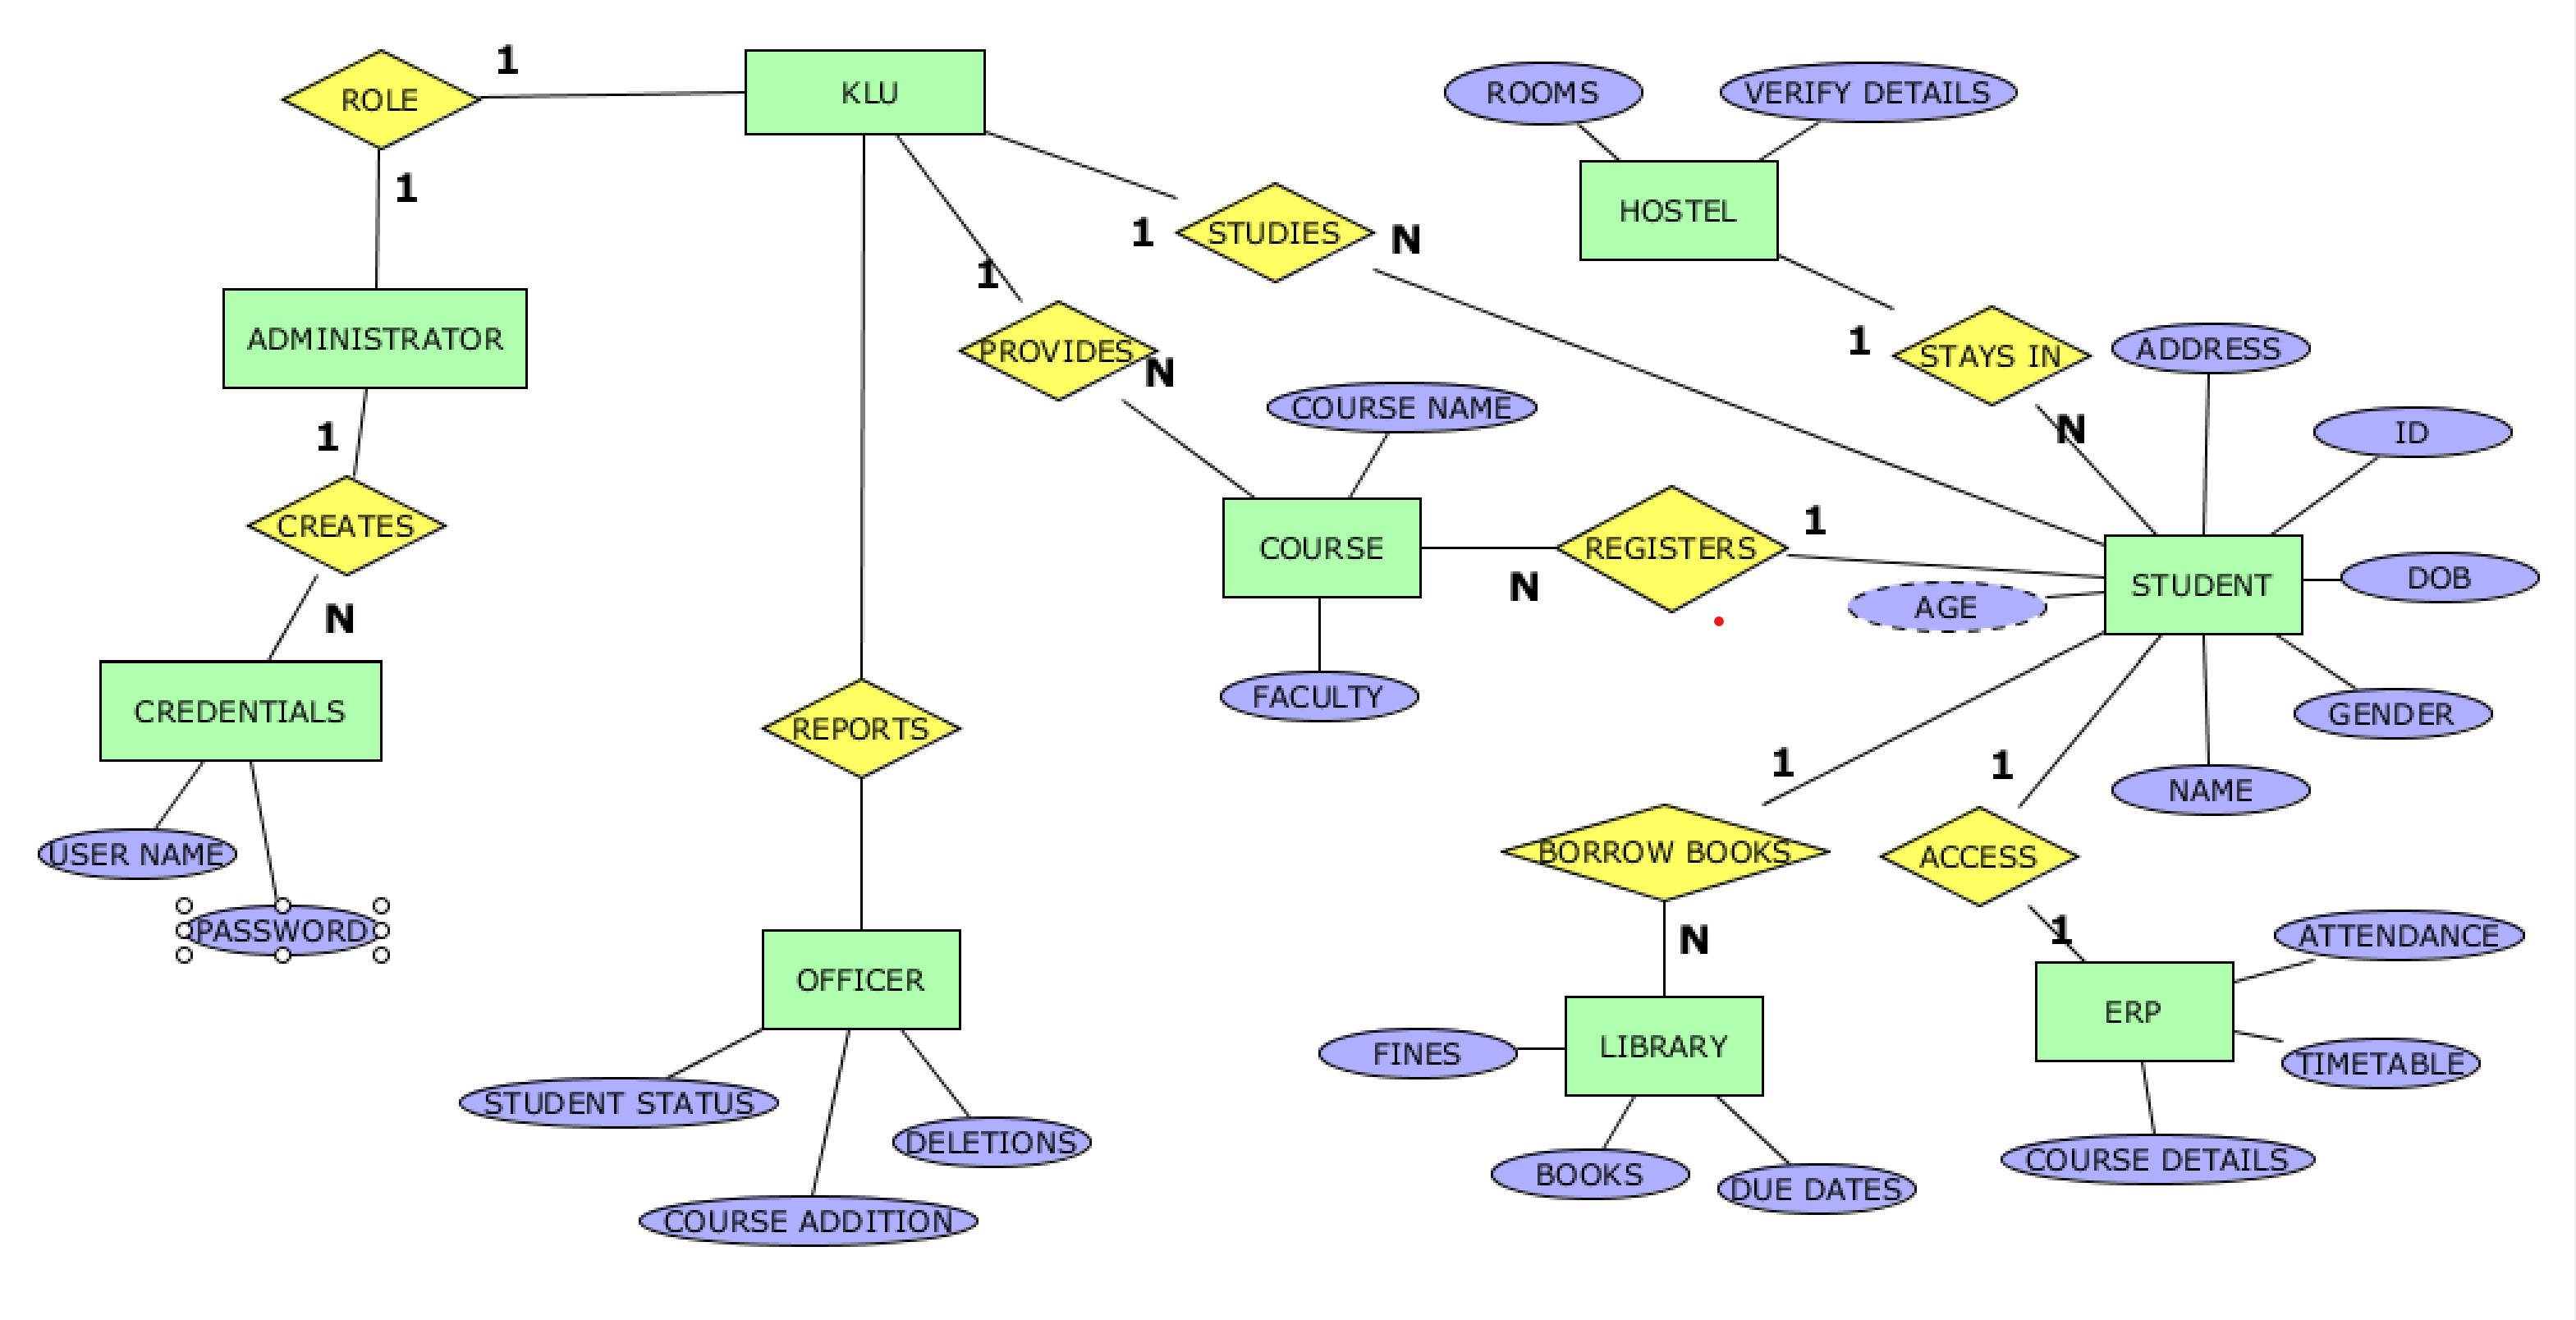 ROLE
1
KLU
1
ADMINISTRATOR
1
CREATES
N
CREDENTIALS
USER NAME
PASSWORD
REPORTS
OFFICER
STUDENT STATUS
DELETIONS
COURSE ADDITION
1
PROVIDES
N
1
STUDIES
N
COURSE NAME
COURSE
FACULTY
N
REGISTERS
1
ROOMS
VERIFY DETAILS
HOSTEL
1
STAYS IN
N
ADDRESS
ID
DOB
STUDENT
AGE
GENDER
NAME
1
BORROW BOOKS
N
LIBRARY
FINES
BOOKS
DUE DATES
1
ACCESS
1
ERP
ATTENDANCE
TIMETABLE
COURSE DETAILS